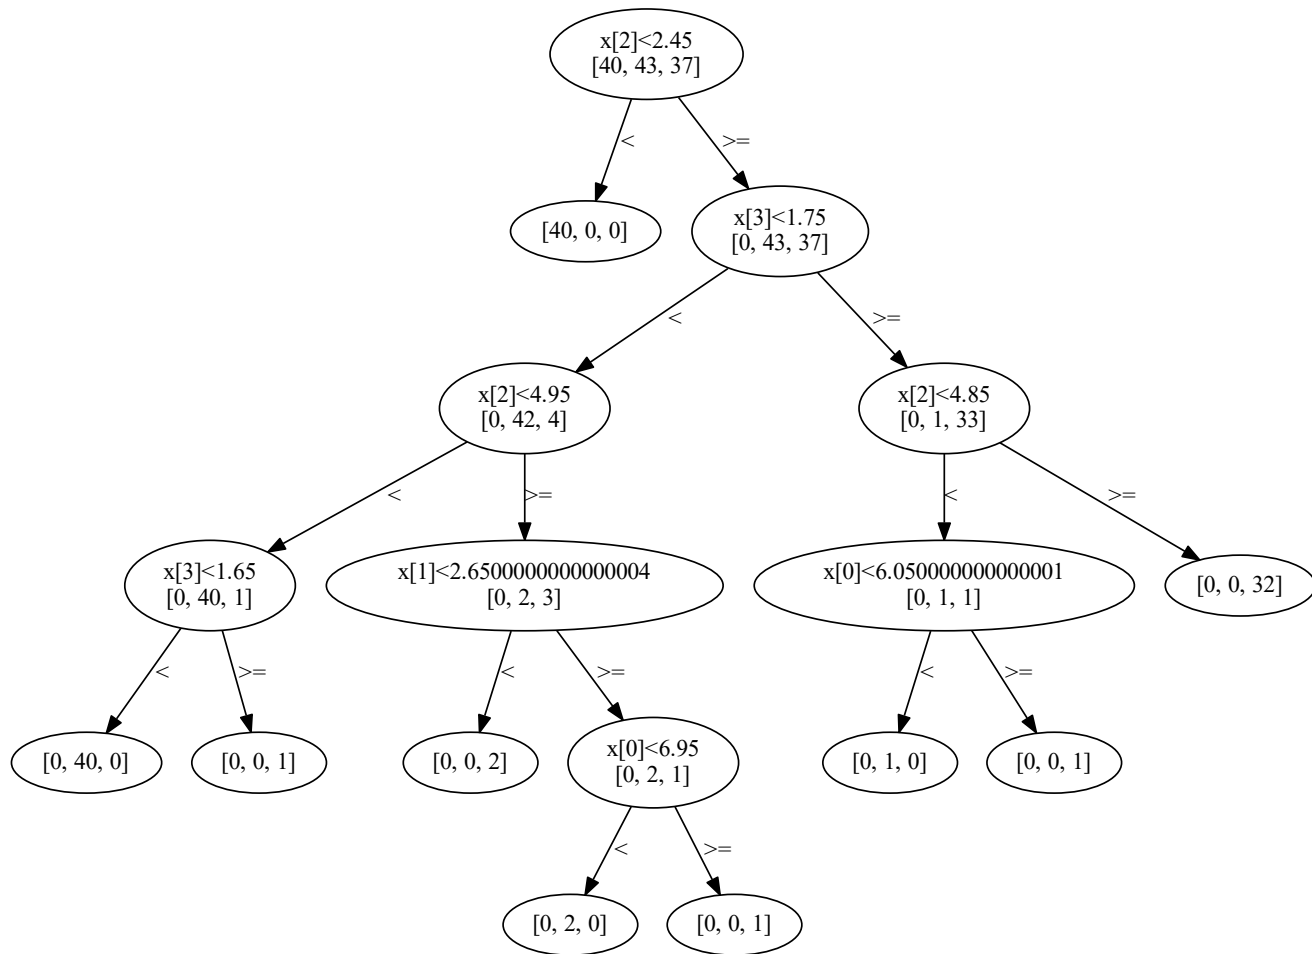 x[2]<2.45
[40, 43, 37]
<
>=
[40, 0, 0]
x[3]<1.75
[0, 43, 37]
<
>=
x[2]<4.95
[0, 42, 4]
x[2]<4.85
[0, 1, 33]
<
>=
<
>=
x[3]<1.65
[0, 40, 1]
x[1]<2.6500000000000004
[0, 2, 3]
x[0]<6.050000000000001
[0, 1, 1]
[0, 0, 32]
<
>=
<
>=
<
>=
[0, 40, 0]
[0, 0, 1]
[0, 0, 2]
x[0]<6.95
[0, 2, 1]
[0, 1, 0]
[0, 0, 1]
<
>=
[0, 2, 0]
[0, 0, 1]